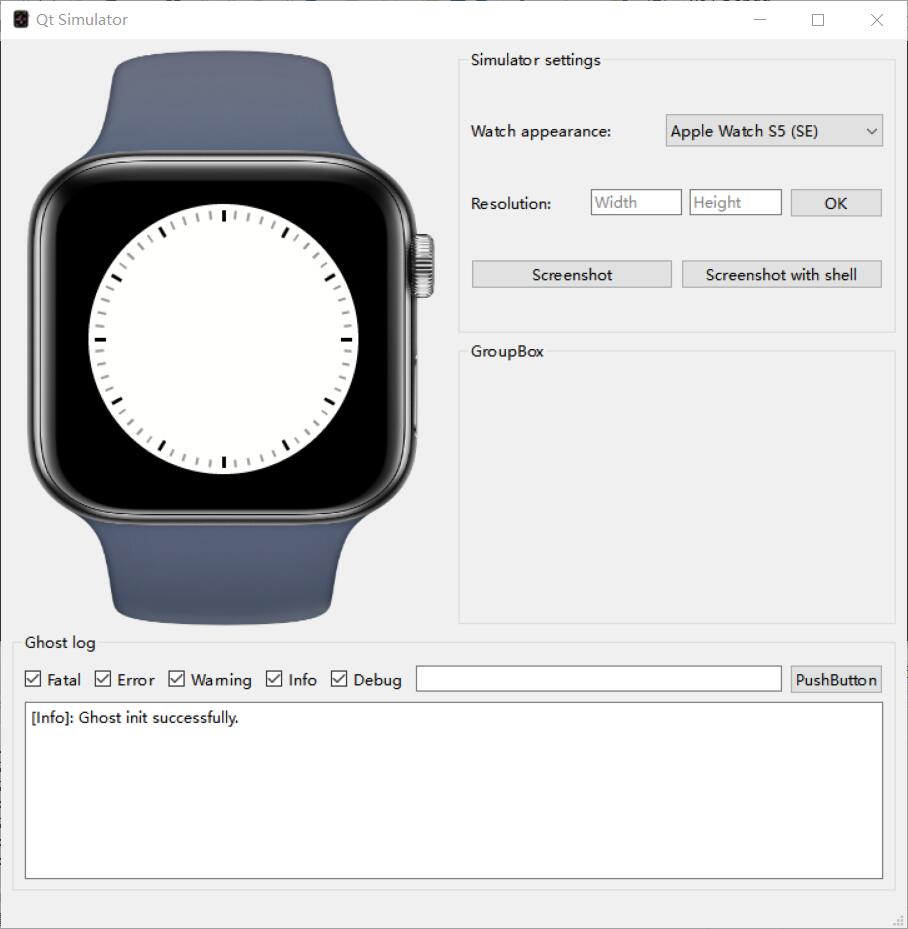 Qt Simulator
Simulator settings
Watch appearance: Apple Watch S5 (SE)
Resolution: Width Height OK
Screenshot Screenshot with shell
GroupBox
Ghost log
Fatal Error Warning Info Debug PushButton
[Info]: Ghost init successfully.